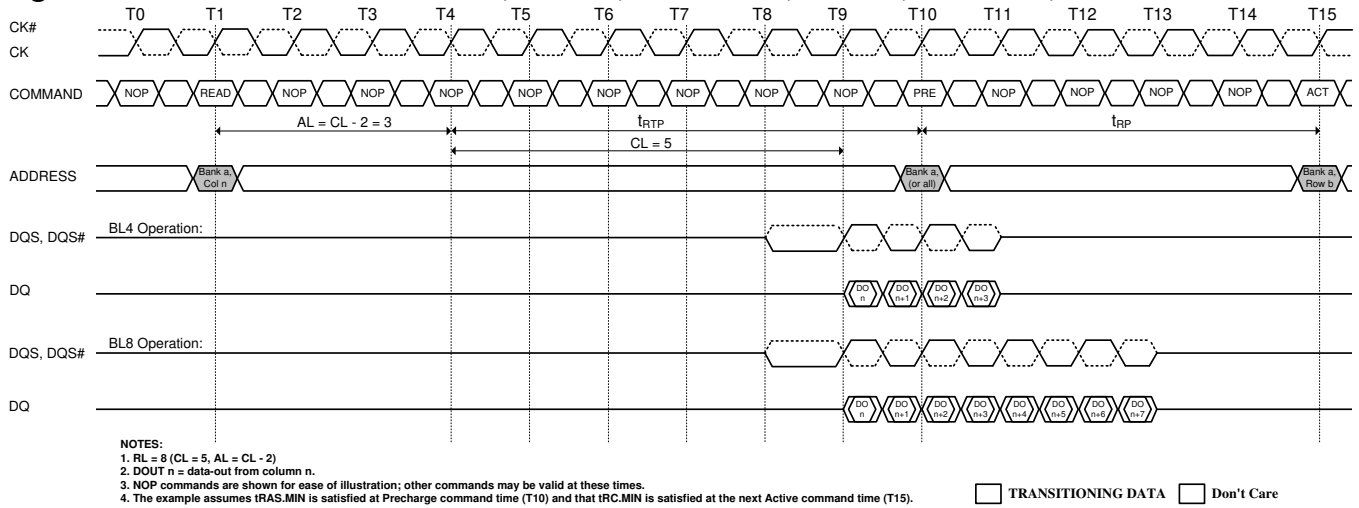 T0 T1 T2 T3 T4 T5 T6 T7 T8 T9 T10 T11 T12 T13 T14 T15
CK#
CK
COMMAND NOP READ NOP NOP NOP NOP NOP NOP NOP NOP PRE NOP NOP NOP NOP ACT
AL = CL - 2 = 3 tRTP tRP
CL = 5
ADDRESS Bank a, Col n Bank a, (or all) Bank a, Row b
BL4 Operation:
DQS, DQS#
DQ DO n DO n+1 DO n+2 DO n+3
BL8 Operation:
DQS, DQS#
DQ DO n DO n+1 DO n+2 DO n+3 DO n+4 DO n+5 DO n+6 DO n+7
NOTES:
1. RL = 8 (CL = 5, AL = CL - 2)
2. DOUT n = data-out from column n.
3. NOP commands are shown for ease of illustration; other commands may be valid at these times.
4. The example assumes tRAS.MIN is satisfied at Precharge command time (T10) and that tRC.MIN is satisfied at the next Active command time (T15).
TRANSITIONING DATA Don't Care